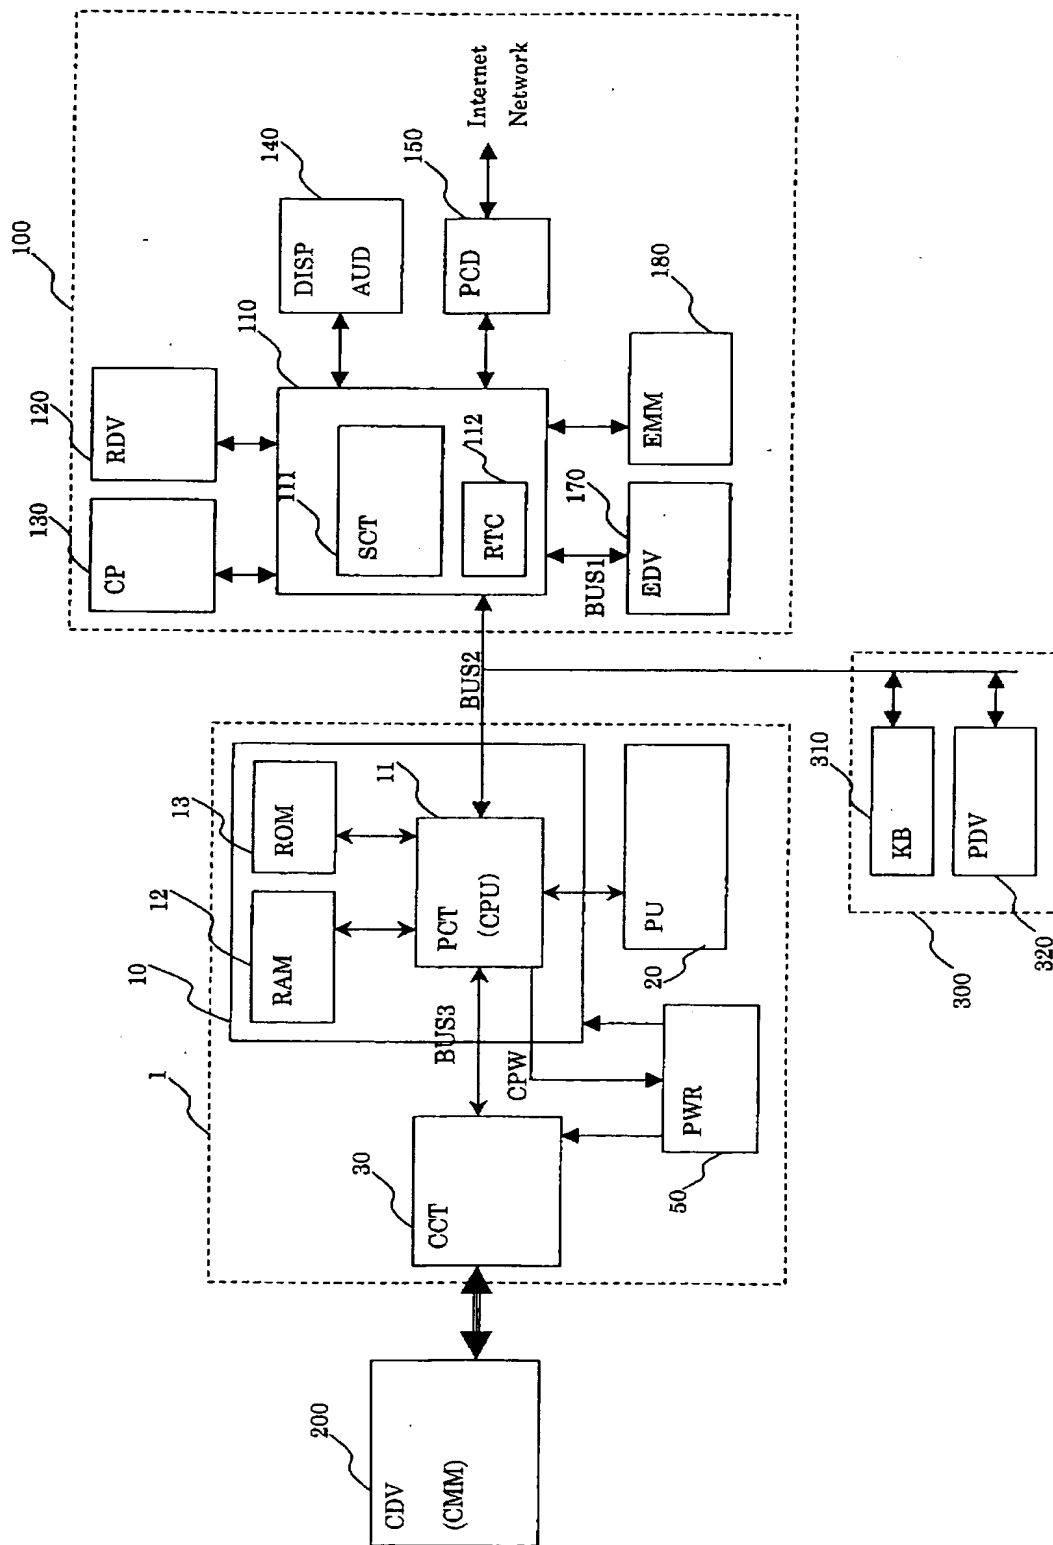 100
120
RDV
130
CP
110
111
SCT
112
RTC
140
DISP
AUD
150
PCD
Internet
Network
170
EDV
180
EMM
BUS1
BUS2
1
10
12
RAM
13
ROM
11
PCT
(CPU)
BUS3
CPW
20
PU
30
CCT
50
PWR
200
CDV
(CMM)
300
310
KB
320
PDV